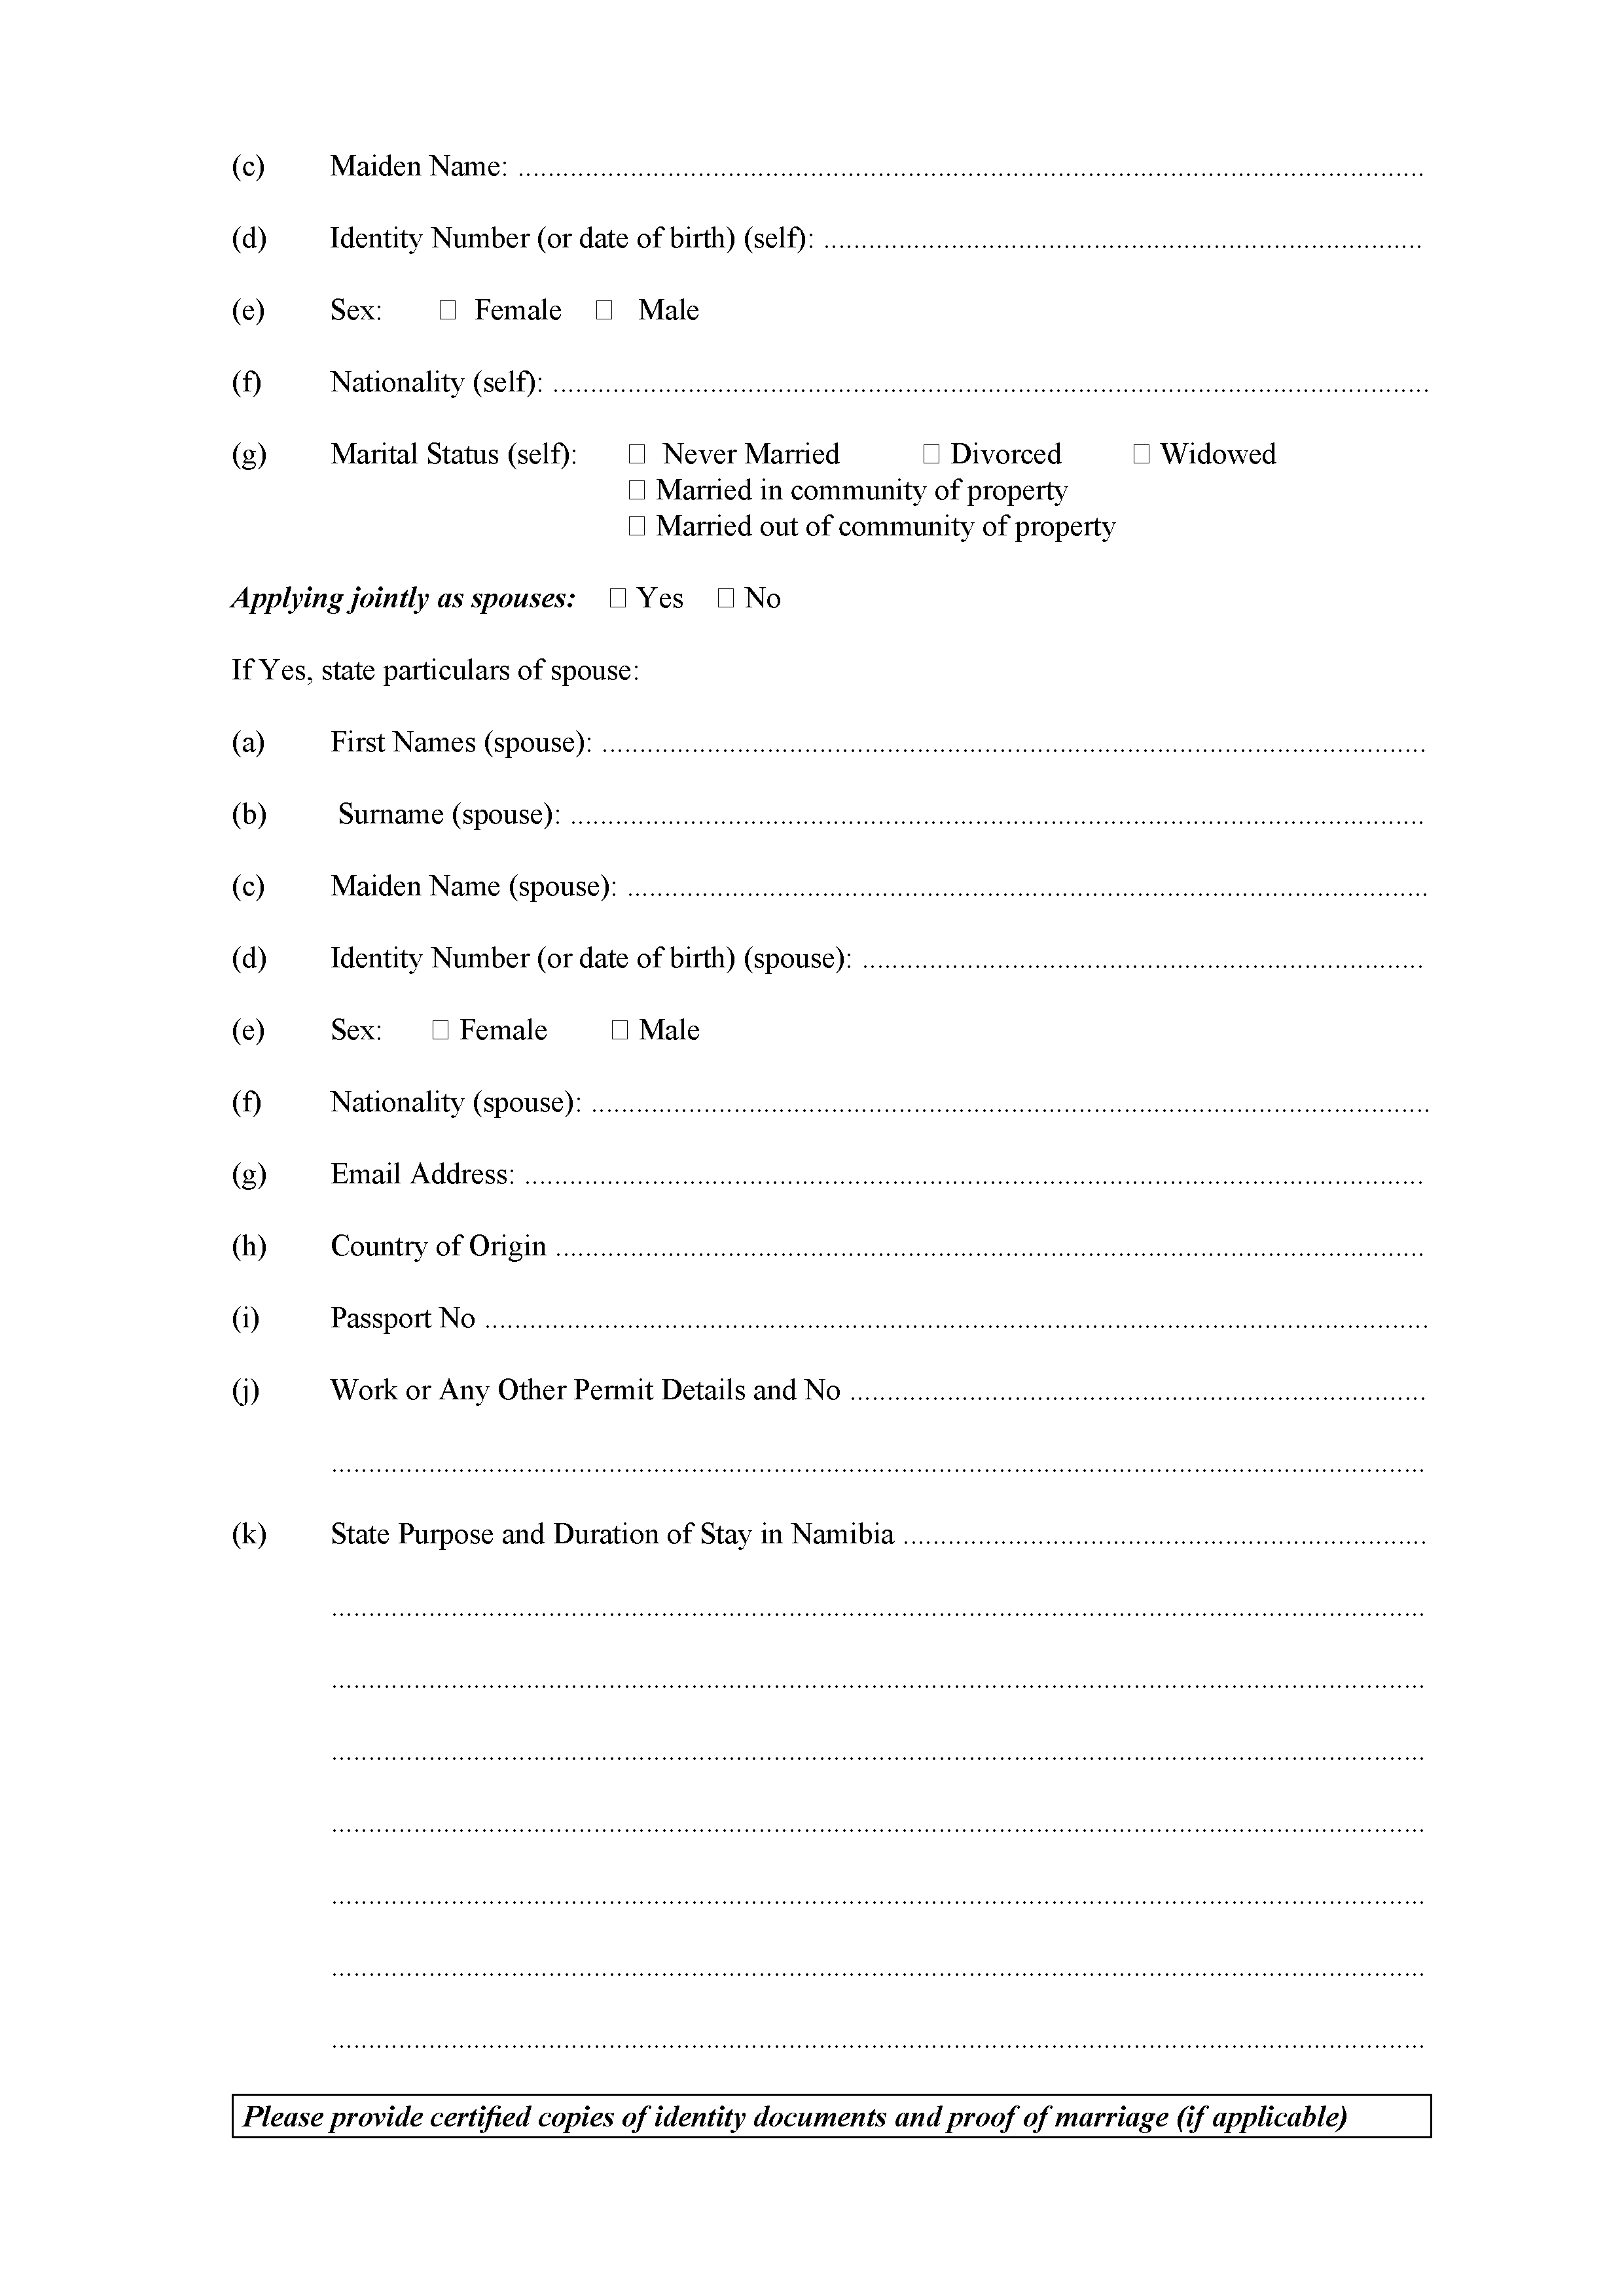 (c) Maiden Name: ........................................................................................................................
(d) Identity Number (or date of birth) (self): ................................................................................
(e) Sex: □ Female □ Male
(f) Nationality (self): .....................................................................................................................
(g) Marital Status (self): □ Never Married □ Divorced □ Widowed
□ Married in community of property
□ Married out of community of property
Applying jointly as spouses: □ Yes □ No
If Yes, state particulars of spouse:
(a) First Names (spouse): ..............................................................................................................
(b) Surname (spouse): ..................................................................................................................
(c) Maiden Name (spouse): ...........................................................................................................
(d) Identity Number (or date of birth) (spouse): ...........................................................................
(e) Sex: □ Female □ Male
(f) Nationality (spouse): ................................................................................................................
(g) Email Address: ........................................................................................................................
(h) Country of Origin ....................................................................................................................
(i) Passport No ..............................................................................................................................
(j) Work or Any Other Permit Details and No .............................................................................
..................................................................................................................................................
(k) State Purpose and Duration of Stay in Namibia ......................................................................
..................................................................................................................................................
..................................................................................................................................................
..................................................................................................................................................
..................................................................................................................................................
..................................................................................................................................................
..................................................................................................................................................
..................................................................................................................................................
Please provide certified copies of identity documents and proof of marriage (if applicable)